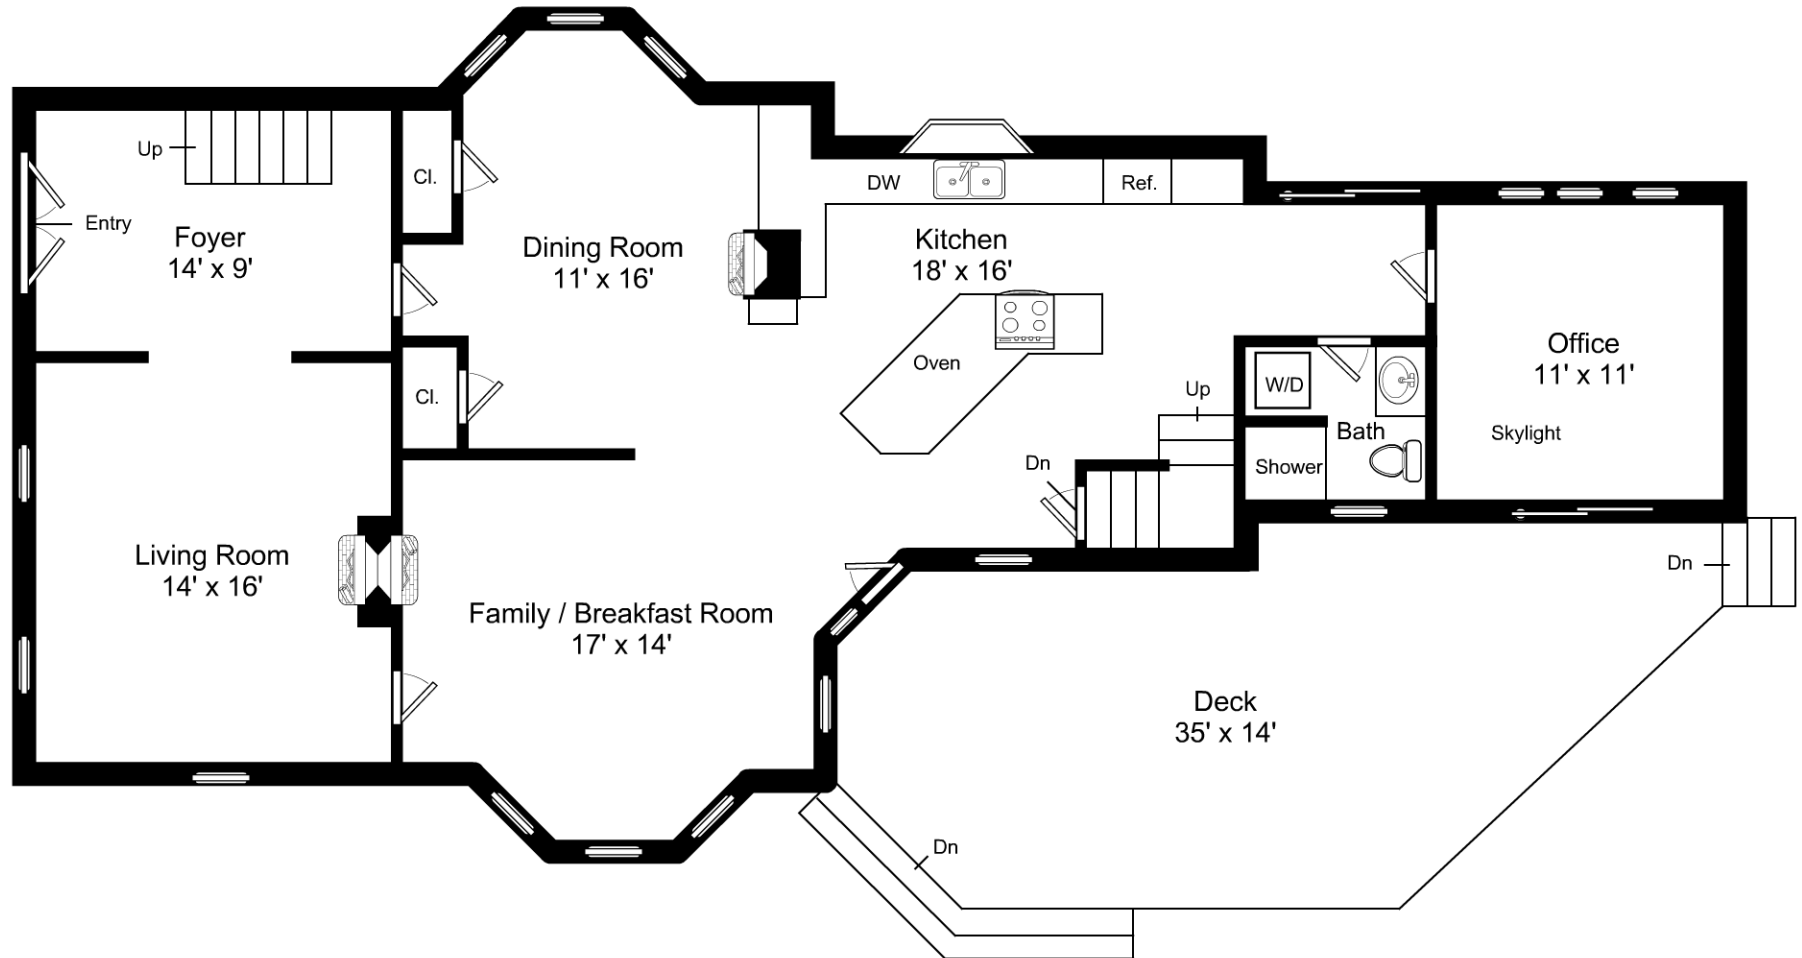 Up
Entry
Foyer
14' x 9'
Cl.
Dining Room
11' x 16'
DW
Ref.
Kitchen
18' x 16'
Oven
Cl.
Up
Dn
W/D
Bath
Shower
Office
11' x 11'
Skylight
Living Room
14' x 16'
Family / Breakfast Room
17' x 14'
Dn
Deck
35' x 14'
Dn